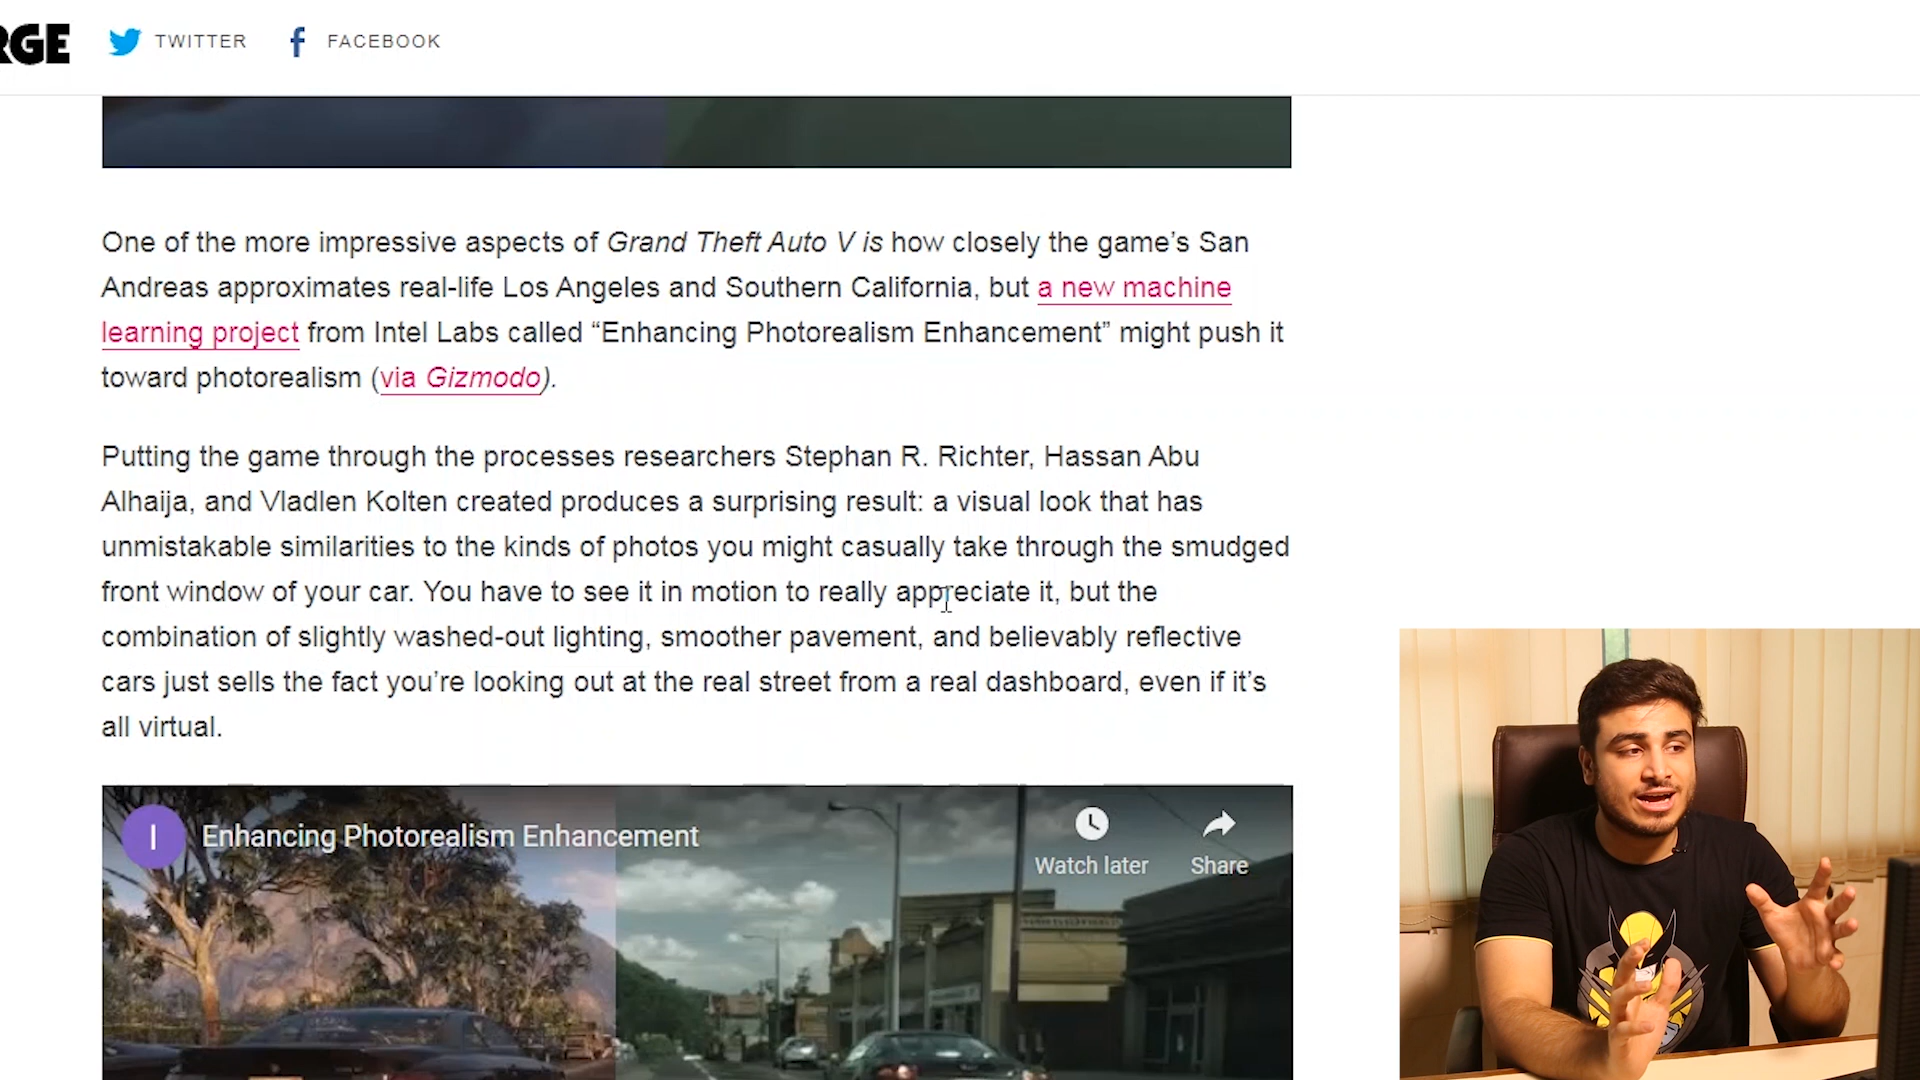 RGE TWITTER FACEBOOK
One of the more impressive aspects of Grand Theft Auto V is how closely the game’s San
Andreas approximates real-life Los Angeles and Southern California, but a new machine
learning project from Intel Labs called “Enhancing Photorealism Enhancement” might push it
toward photorealism (via Gizmodo).
Putting the game through the processes researchers Stephan R. Richter, Hassan Abu
Alhaija, and Vladlen Kolten created produces a surprising result: a visual look that has
unmistakable similarities to the kinds of photos you might casually take through the smudged
front window of your car. You have to see it in motion to really appreciate it, but the
combination of slightly washed-out lighting, smoother pavement, and believably reflective
cars just sells the fact you’re looking out at the real street from a real dashboard, even if it’s
all virtual.
I Enhancing Photorealism Enhancement
Watch later Share